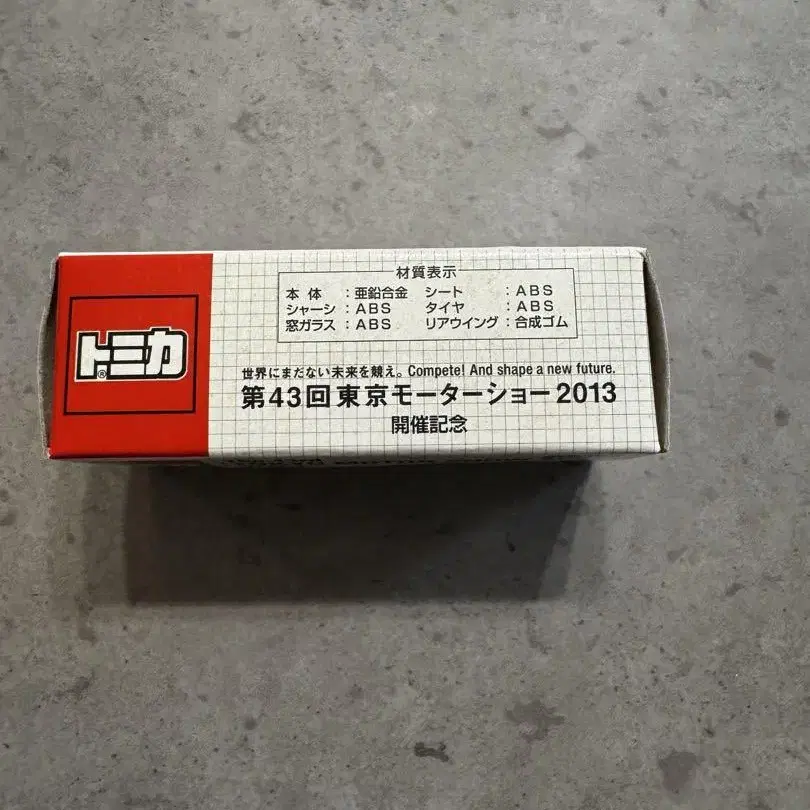 トミカ
®
材質表示
本体 : 亜鉛合金 シート : ABS
シャーシ : ABS タイヤ : ABS
窓ガラス : ABS リアウイング : 合成ゴム
世界にまだない未来を競え。Compete! And shape a new future.
第43回東京モーターショー2013
開催記念